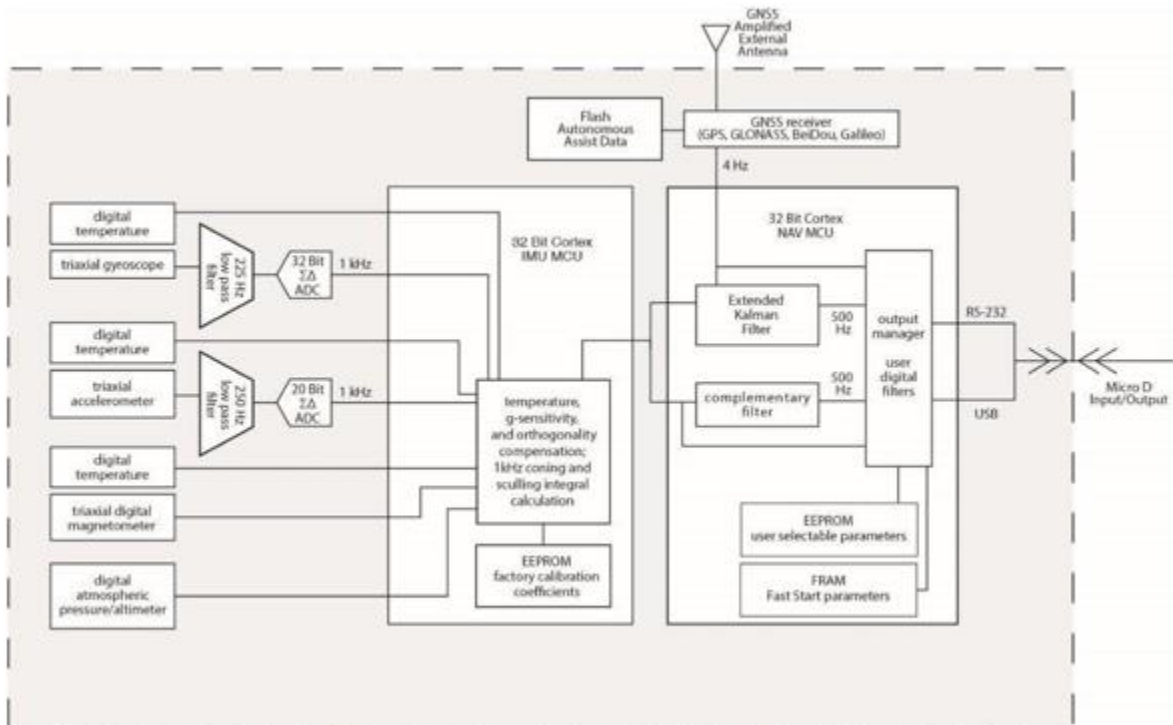 GNSS
Amplified
External
Antenna
Flash
Autonomous
Assist Data
GNSS receiver
(GPS, GLONASS, BeiDou, Galileo)
4 Hz
digital
temperature
triaxial gyroscope
225 Hz
low pass
filter
32 Bit
ΣΔ
ADC
1 kHz
32 Bit Cortex
IMU MCU
32 Bit Cortex
NAV MCU
digital
temperature
triaxial
accelerometer
250 Hz
low pass
filter
20 Bit
ΣΔ
ADC
1 kHz
digital
temperature
triaxial digital
magnetometer
digital
atmospheric
pressure/altimeter
temperature,
g-sensitivity,
and orthogonality
compensation;
1kHz coning and
sculling integral
calculation
EEPROM
factory calibration
coefficients
Extended
Kalman
Filter
500
Hz
complementary
filter
500
Hz
output
manager
user
digital
filters
RS-232
USB
Micro D
Input/Output
EEPROM
user selectable parameters
FRAM
Fast Start parameters